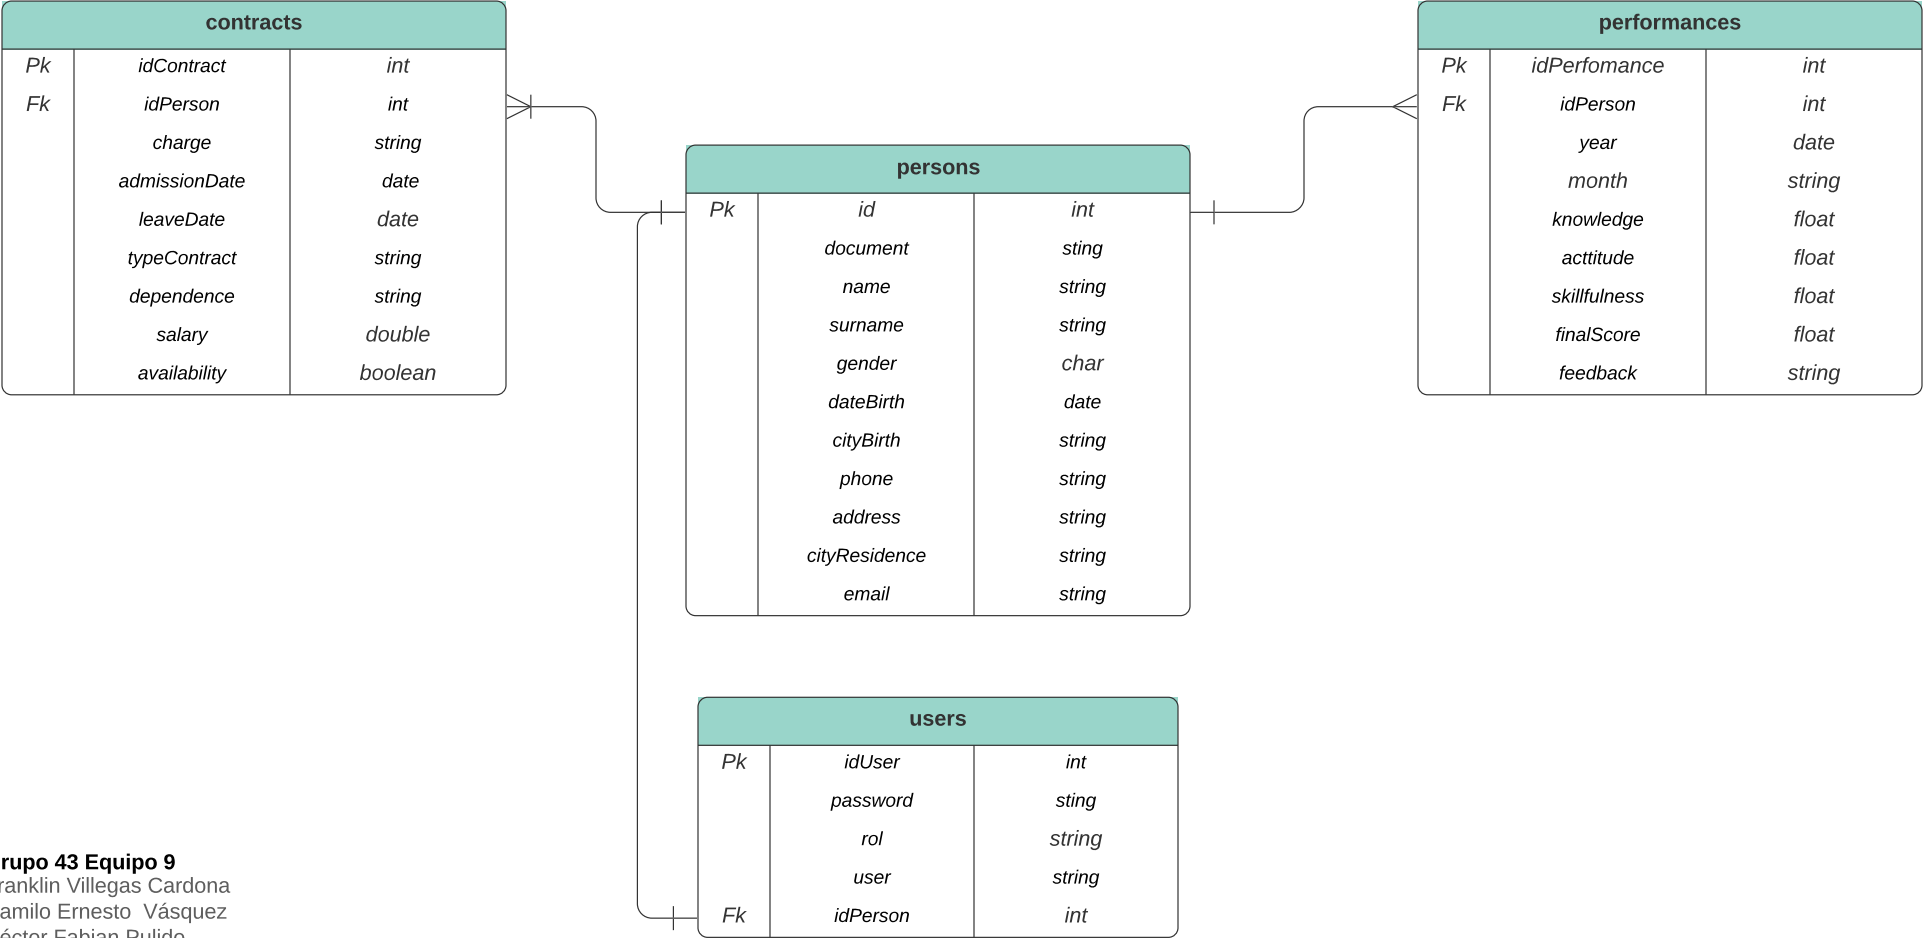 contracts
Pk idContract int
Fk idPerson int
charge string
admissionDate date
leaveDate date
typeContract string
dependence string
salary double
availability boolean
persons
Pk id int
document sting
name string
surname string
gender char
dateBirth date
cityBirth string
phone string
address string
cityResidence string
email string
performances
Pk idPerfomance int
Fk idPerson int
year date
month string
knowledge float
acttitude float
skillfulness float
finalScore float
feedback string
users
Pk idUser int
password sting
rol string
user string
Fk idPerson int
rupo 43 Equipo 9
ranklin Villegas Cardona
amilo Ernesto  Vásquez
éctor Fabian Pulido